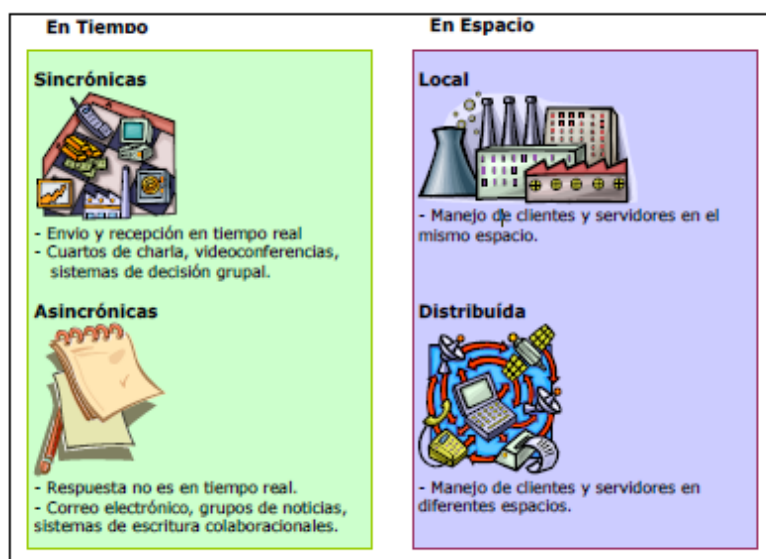 En Tiempo
Sincrónicas
- Envio y recepción en tiempo real
- Cuartos de charla, videoconferencias,
sistemas de decisión grupal.
Asincrónicas
- Respuesta no es en tiempo real.
- Correo electrónico, grupos de noticias,
sistemas de escritura colaboracionales.
En Espacio
Local
- Manejo de clientes y servidores en el
mismo espacio.
Distribuída
- Manejo de clientes y servidores en
diferentes espacios.